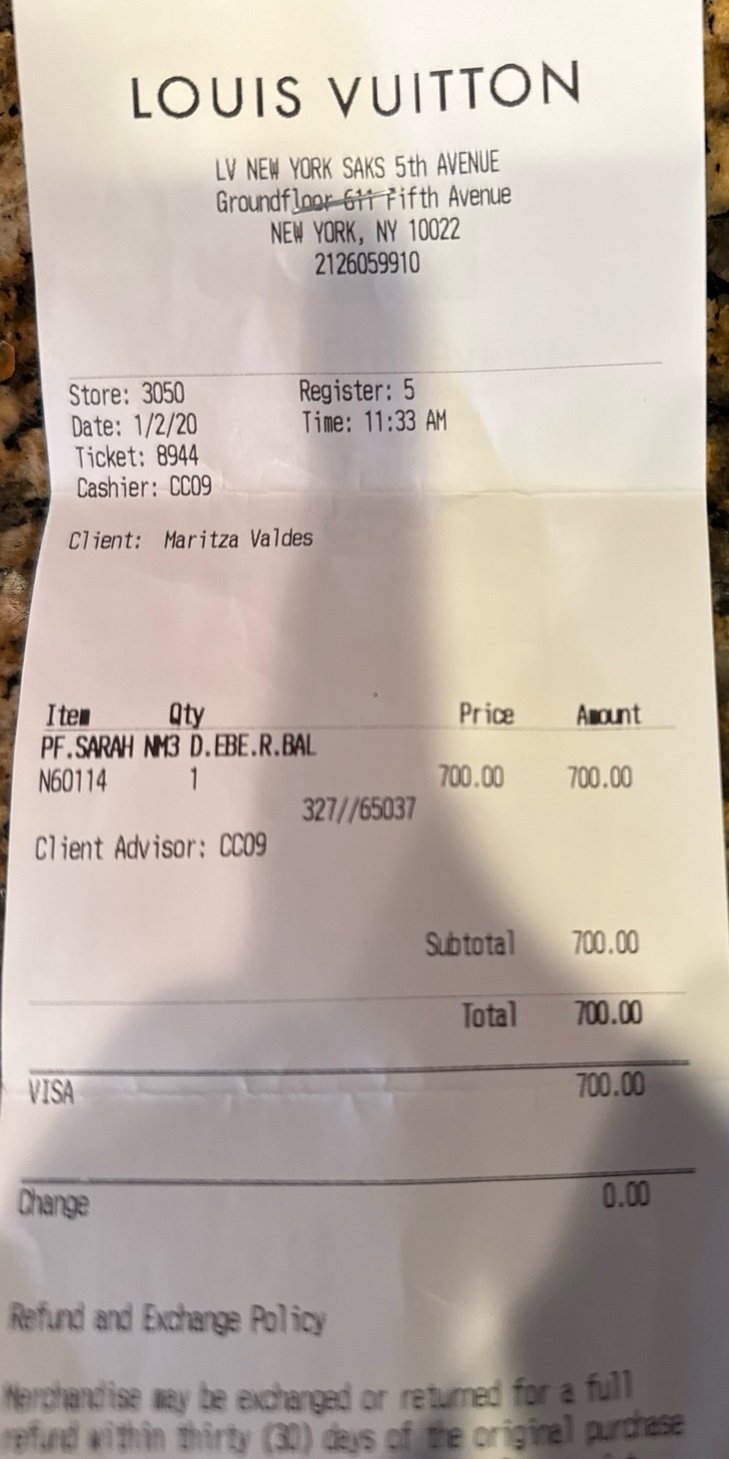 LOUIS VUITTON
LV NEW YORK SAKS 5th AVENUE
Groundfloor 611 Fifth Avenue
NEW YORK, NY 10022
2126059910
Store: 3050 Register: 5
Date: 1/2/20 Time: 11:33 AM
Ticket: 8944
Cashier: CC09
Client: Maritza Valdes
Item Qty Price Amount
PF.SARAH NM3 D.EBE.R.BAL
N60114 1 700.00 700.00
327//65037
Client Advisor: CC09
Subtotal 700.00
Total 700.00
VISA 700.00
Change 0.00
Refund and Exchange Policy
Merchandise may be exchanged or returned for a full
refund within thirty (30) days of the original purchase